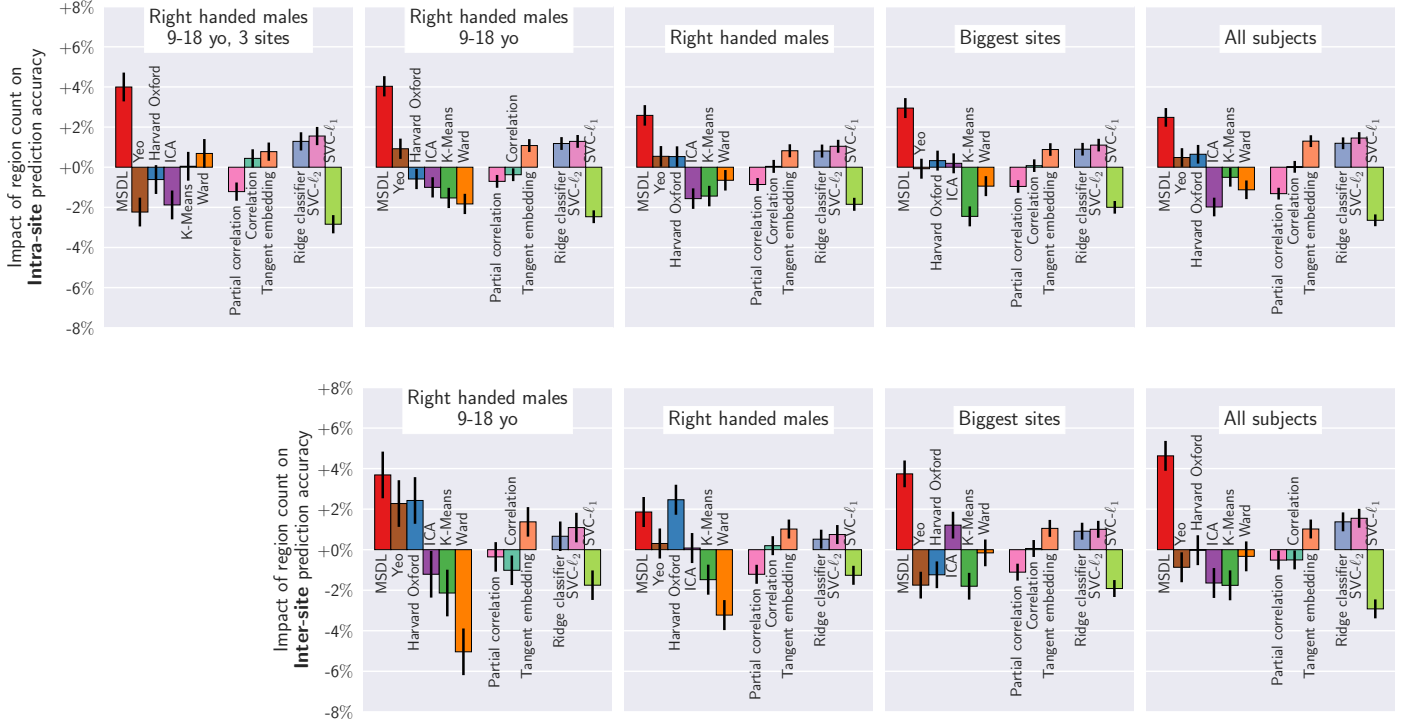 Impact of region count on
Intra-site prediction accuracy
+8%
+6%
+4%
+2%
+0%
-2%
-4%
-6%
-8%
Right handed males
9-18 yo, 3 sites
MSDL
Yeo
Harvard Oxford
ICA
K-Means
Ward
Partial correlation
Correlation
Tangent embedding
Ridge classifier
SVC-ℓ2
SVC-ℓ1
Right handed males
9-18 yo
MSDL
Yeo
Harvard Oxford
ICA
K-Means
Ward
Partial correlation
Correlation
Tangent embedding
Ridge classifier
SVC-ℓ2
SVC-ℓ1
Right handed males
MSDL
Yeo
Harvard Oxford
ICA
K-Means
Ward
Partial correlation
Correlation
Tangent embedding
Ridge classifier
SVC-ℓ2
SVC-ℓ1
Biggest sites
MSDL
Yeo
Harvard Oxford
ICA
K-Means
Ward
Partial correlation
Correlation
Tangent embedding
Ridge classifier
SVC-ℓ2
SVC-ℓ1
All subjects
MSDL
Yeo
Harvard Oxford
ICA
K-Means
Ward
Partial correlation
Correlation
Tangent embedding
Ridge classifier
SVC-ℓ2
SVC-ℓ1
Impact of region count on
Inter-site prediction accuracy
+8%
+6%
+4%
+2%
+0%
-2%
-4%
-6%
-8%
Right handed males
9-18 yo
MSDL
Yeo
Harvard Oxford
ICA
K-Means
Ward
Partial correlation
Correlation
Tangent embedding
Ridge classifier
SVC-ℓ2
SVC-ℓ1
Right handed males
MSDL
Yeo
Harvard Oxford
ICA
K-Means
Ward
Partial correlation
Correlation
Tangent embedding
Ridge classifier
SVC-ℓ2
SVC-ℓ1
Biggest sites
MSDL
Yeo
Harvard Oxford
ICA
K-Means
Ward
Partial correlation
Correlation
Tangent embedding
Ridge classifier
SVC-ℓ2
SVC-ℓ1
All subjects
MSDL
Yeo
Harvard Oxford
ICA
K-Means
Ward
Partial correlation
Correlation
Tangent embedding
Ridge classifier
SVC-ℓ2
SVC-ℓ1